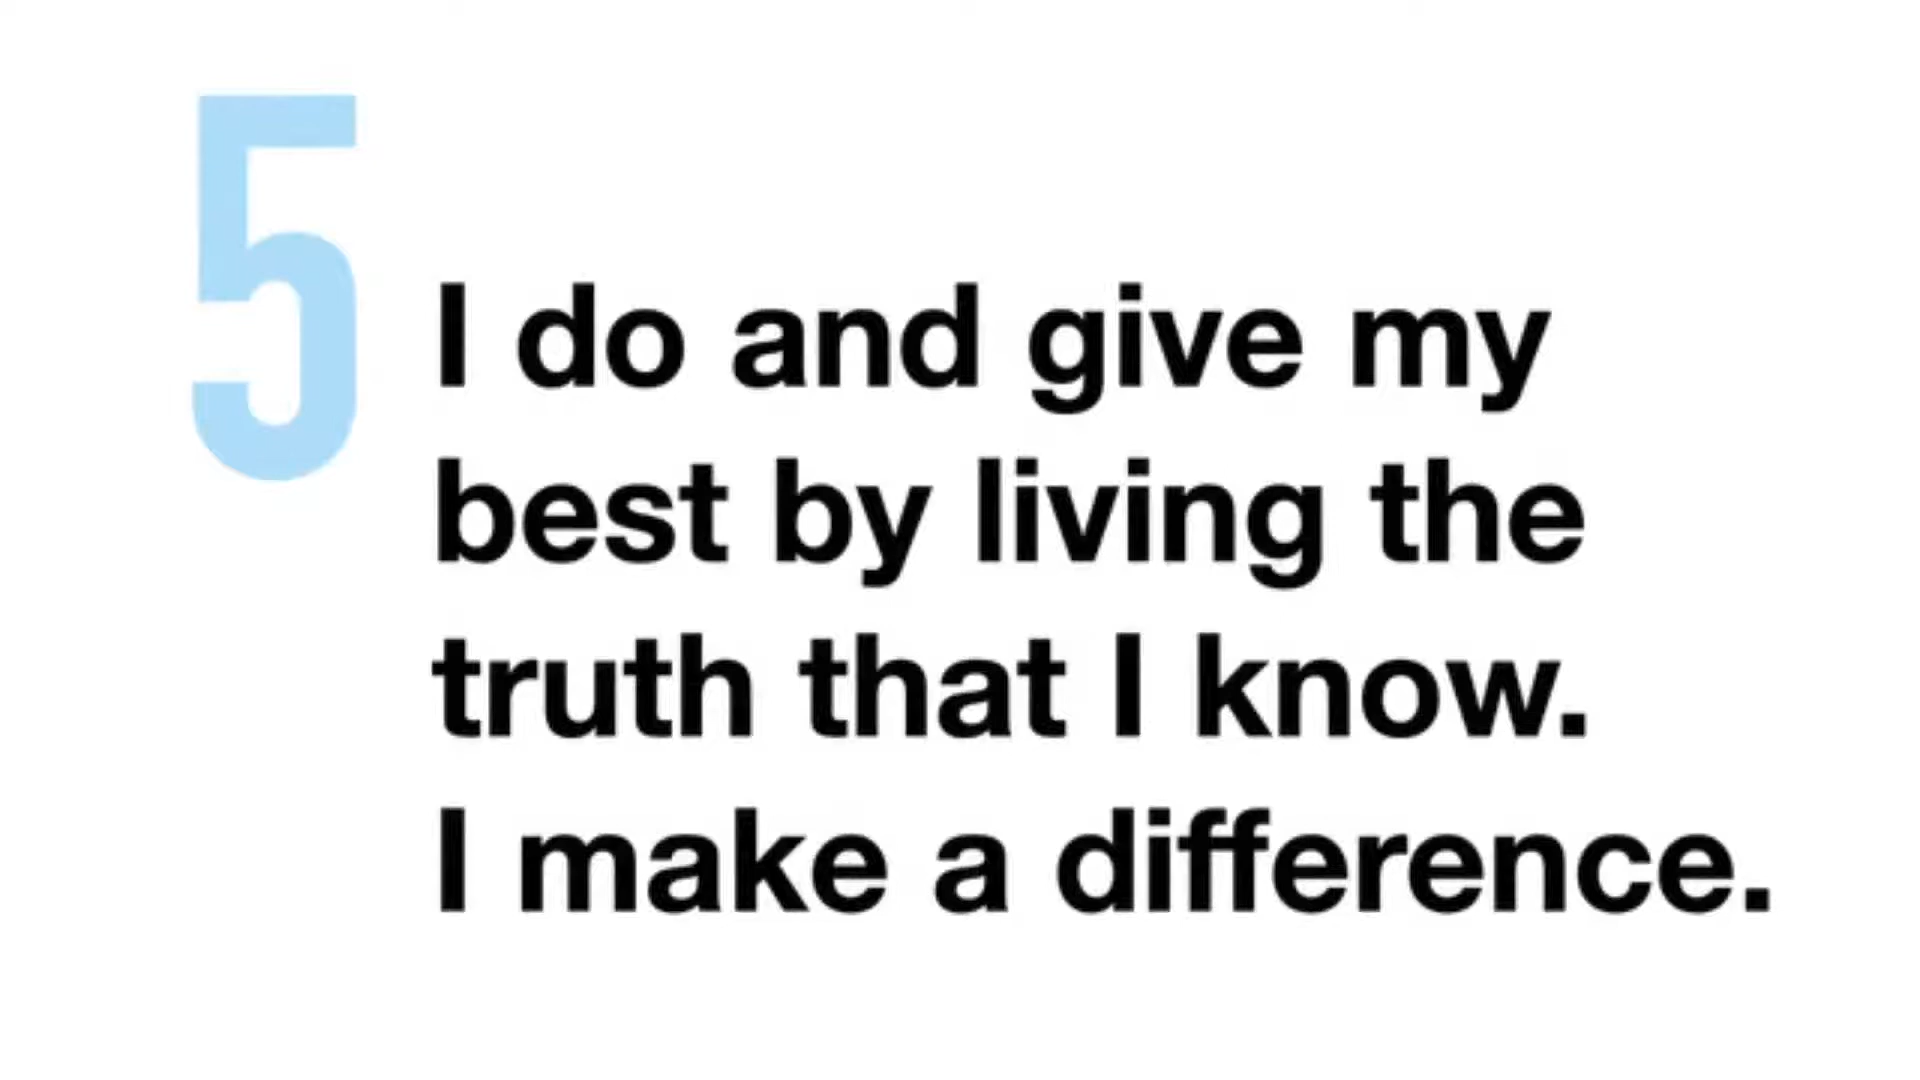 5
I do and give my
best by living the
truth that I know.
I make a difference.